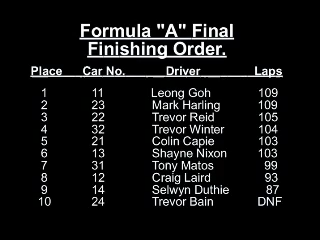 Formula "A" Final
Finishing Order.
Place Car No. Driver Laps
1 11 Leong Goh 109
2 23 Mark Harling 109
3 22 Trevor Reid 105
4 32 Trevor Winter 104
5 21 Colin Capie 103
6 13 Shayne Nixon 103
7 31 Tony Matos 99
8 12 Craig Laird 93
9 14 Selwyn Duthie 87
10 24 Trevor Bain DNF